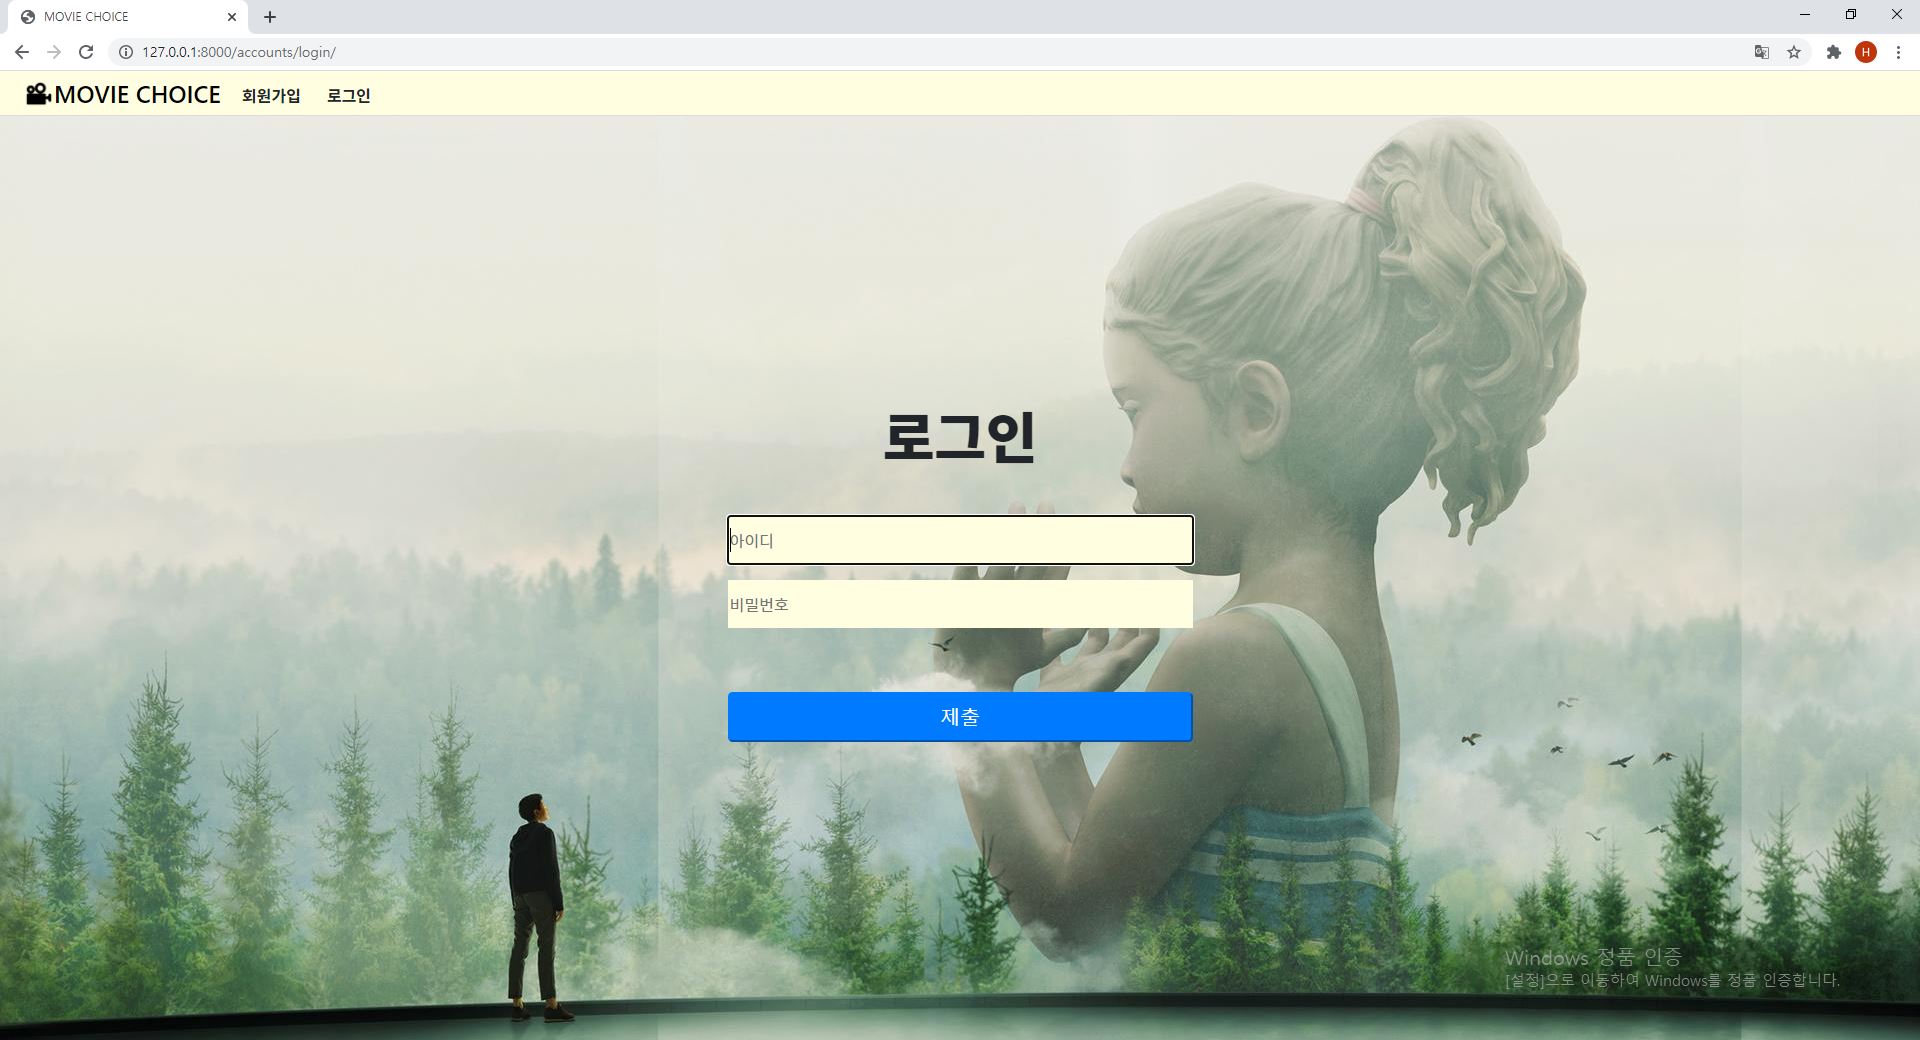 MOVIE CHOICE
127.0.0.1:8000/accounts/login/
H
MOVIE CHOICE 회원가입 로그인
로그인
아이디
비밀번호
제출
Windows 정품 인증
[설정]으로 이동하여 Windows를 정품 인증합니다.